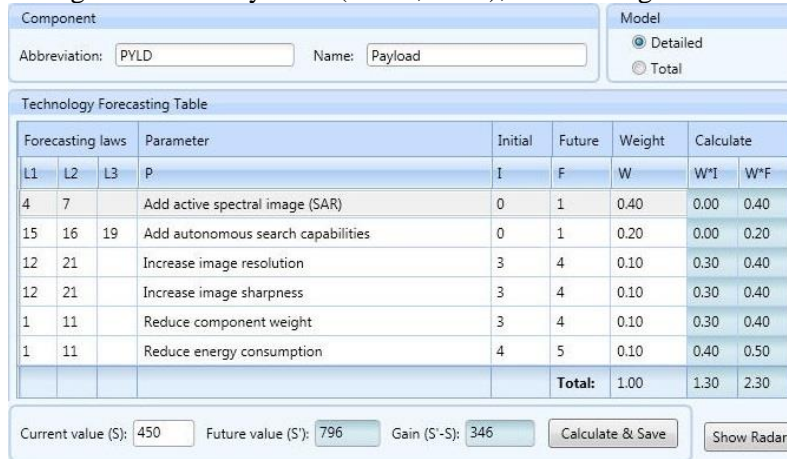 Component
Model
Abbreviation: PYLD Name: Payload
Detailed
Total
Technology Forecasting Table
Forecasting laws Parameter Initial Future Weight Calculate
L1 L2 L3 P I F W W*I W*F
4 7 Add active spectral image (SAR) 0 1 0.40 0.00 0.40
15 16 19 Add autonomous search capabilities 0 1 0.20 0.00 0.20
12 21 Increase image resolution 3 4 0.10 0.30 0.40
12 21 Increase image sharpness 3 4 0.10 0.30 0.40
1 11 Reduce component weight 3 4 0.10 0.30 0.40
1 11 Reduce energy consumption 4 5 0.10 0.40 0.50
Total: 1.00 1.30 2.30
Current value (S): 450 Future value (S'): 796 Gain (S'-S): 346 Calculate & Save Show Radar